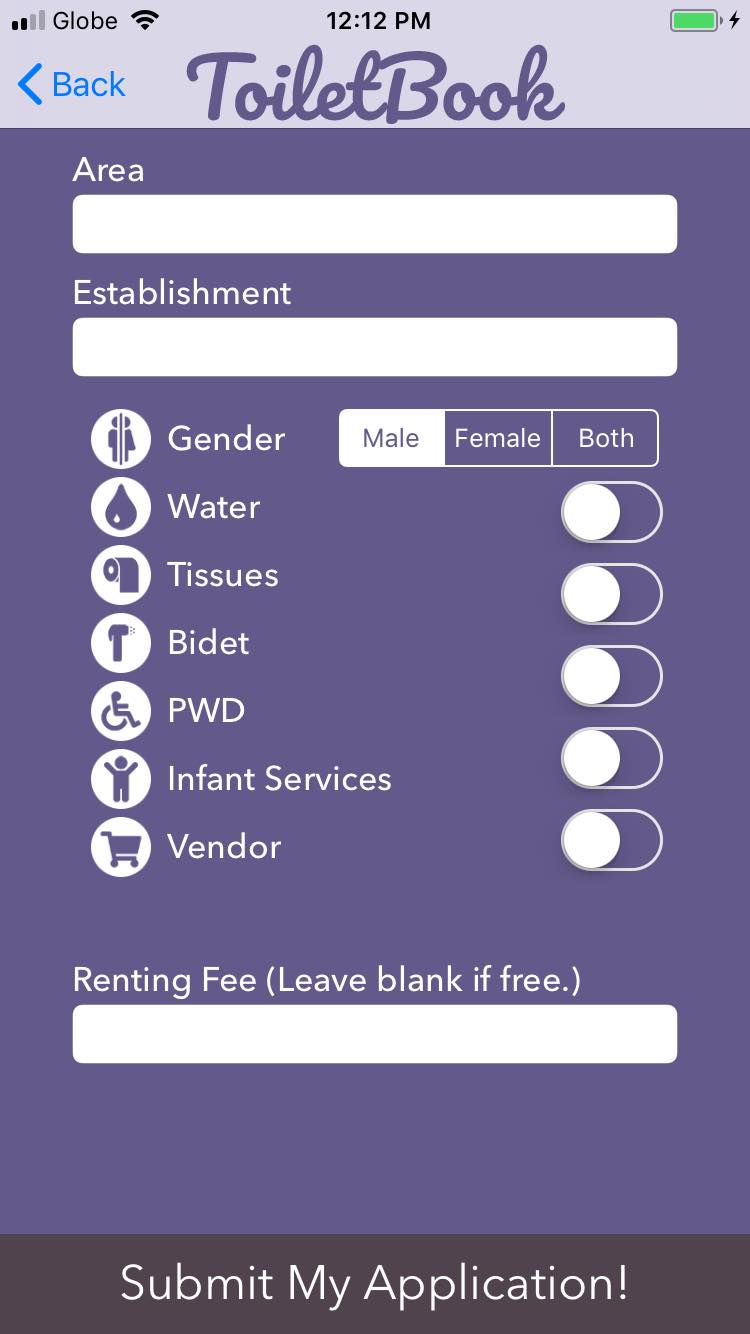 Globe 12:12 PM
Back ToiletBook
Area
Establishment
Gender Male Female Both
Water
Tissues
Bidet
PWD
Infant Services
Vendor
Renting Fee (Leave blank if free.)
Submit My Application!